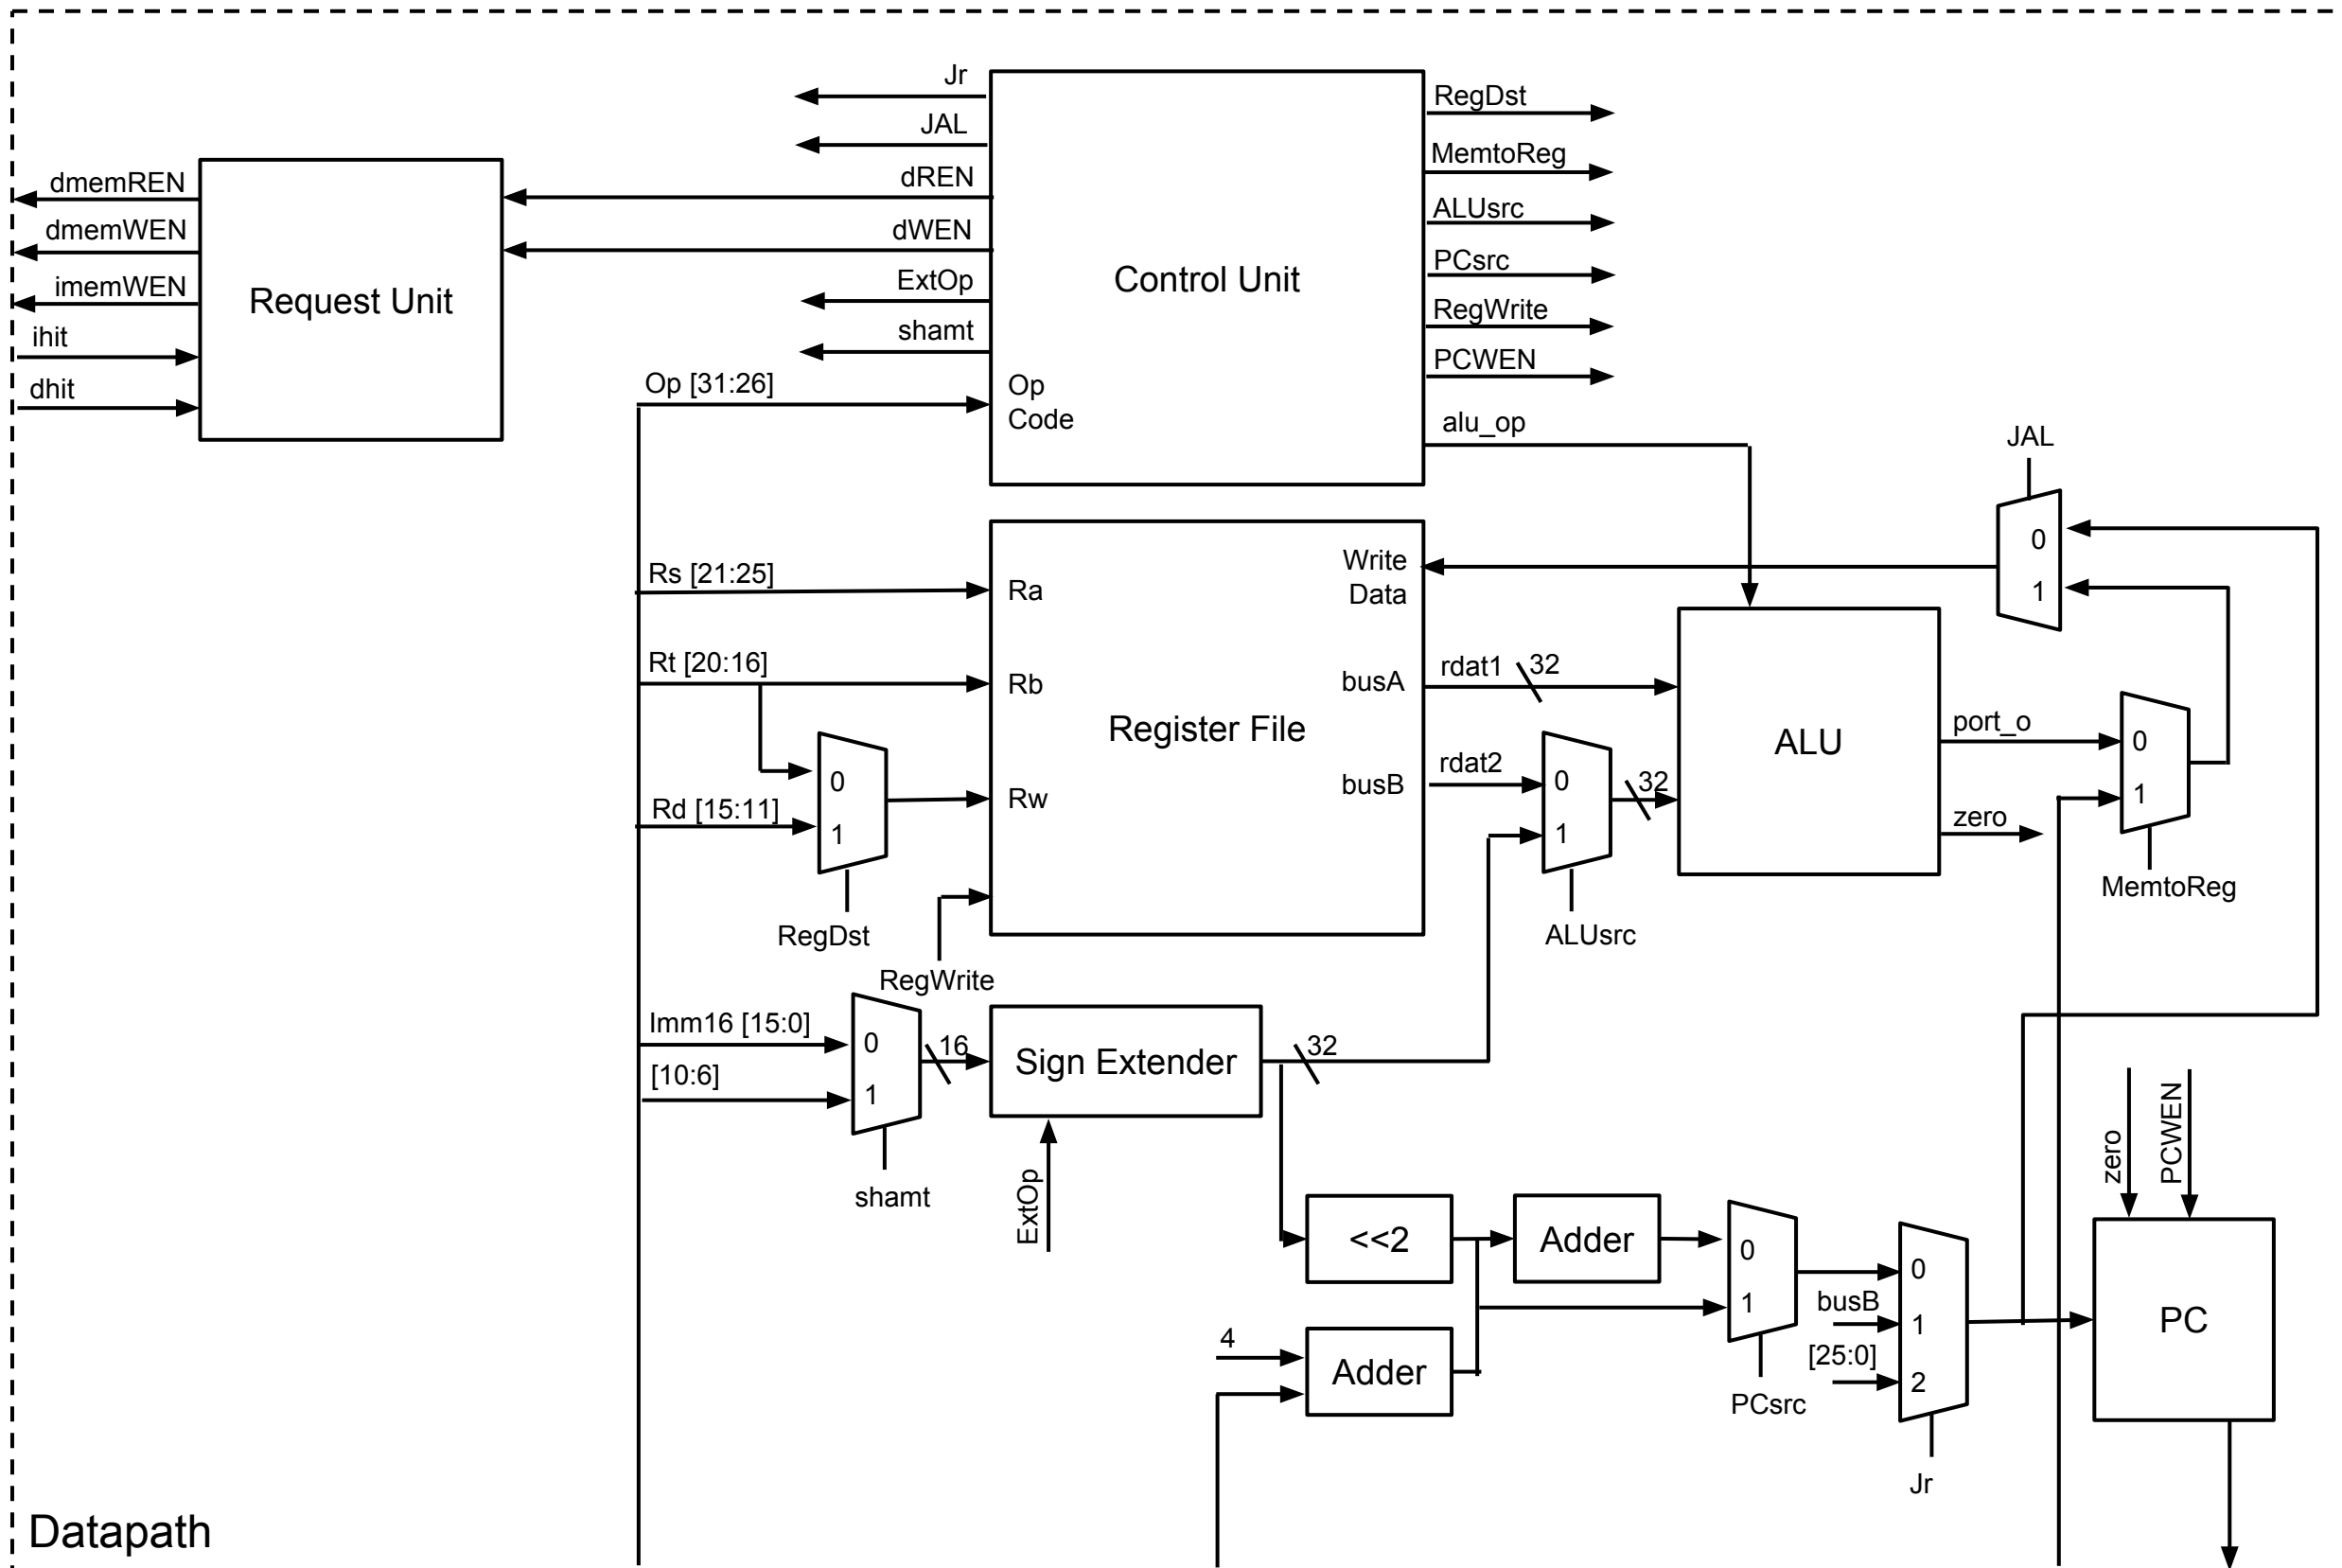 Jr
JAL
dREN
dWEN
ExtOp
shamt
Op [31:26]
Op
Code
Control Unit
RegDst
MemtoReg
ALUsrc
PCsrc
RegWrite
PCWEN
alu_op
dmemREN
dmemWEN
imemWEN
ihit
dhit
Request Unit
JAL
0
1
Rs [21:25]
Rt [20:16]
Rd [15:11]
0
1
RegDst
RegWrite
Ra
Rb
Rw
Register File
Write
Data
busA
busB
rdat1
32
rdat2
0
1
32
ALUsrc
ALU
port_o
zero
0
1
MemtoReg
Imm16 [15:0]
[10:6]
0
1
shamt
16
Sign Extender
32
ExtOp
<<2
Adder
4
Adder
0
1
PCsrc
busB
[25:0]
0
1
2
Jr
zero
PCWEN
PC
Datapath